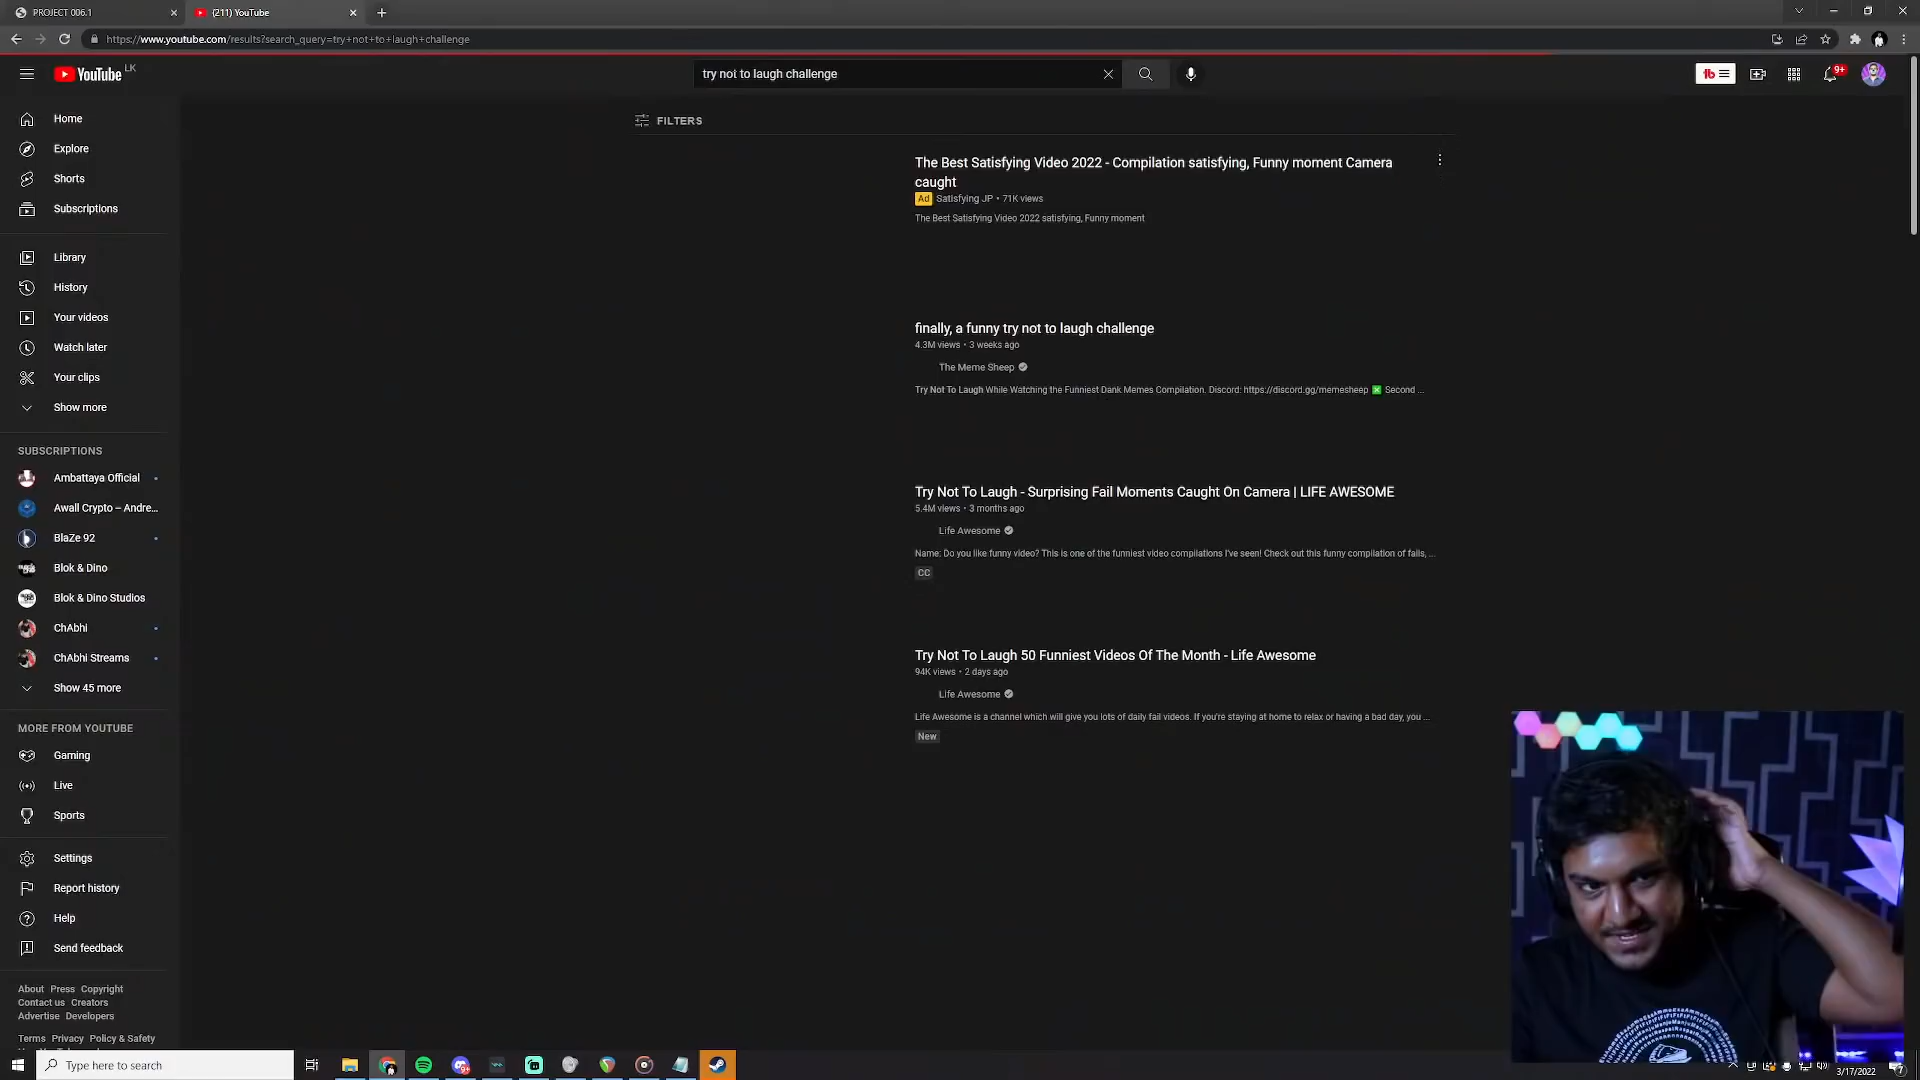 PROJECT 006.1
(211) YouTube
https://www.youtube.com/results?search_query=try+not+to+laugh+challenge
YouTube LK
try not to laugh challenge
9+
Home
Explore
Shorts
Subscriptions
Library
History
Your videos
Watch later
Your clips
Show more
SUBSCRIPTIONS
Ambattaya Official
Awall Crypto – Andre...
BlaZe 92
Blok & Dino
Blok & Dino Studios
ChAbhi
ChAbhi Streams
Show 45 more
MORE FROM YOUTUBE
Gaming
Live
Sports
Settings
Report history
Help
Send feedback
About Press Copyright
Contact us Creators
Advertise Developers
Terms Privacy Policy & Safety
FILTERS
The Best Satisfying Video 2022 - Compilation satisfying, Funny moment Camera
caught
Ad Satisfying JP • 71K views
The Best Satisfying Video 2022 satisfying, Funny moment
finally, a funny try not to laugh challenge
4.3M views • 3 weeks ago
The Meme Sheep
Try Not To Laugh While Watching the Funniest Dank Memes Compilation. Discord: https://discord.gg/memesheep ❎ Second ...
Try Not To Laugh - Surprising Fail Moments Caught On Camera | LIFE AWESOME
5.4M views • 3 months ago
Life Awesome
Name: Do you like funny video? This is one of the funniest video compilations I've seen! Check out this funny compilation of fails, ...
CC
Try Not To Laugh 50 Funniest Videos Of The Month - Life Awesome
94K views • 2 days ago
Life Awesome
Life Awesome is a channel which will give you lots of daily fail videos. If you're staying at home to relax or having a bad day, you ...
New
Type here to search
3/17/2022